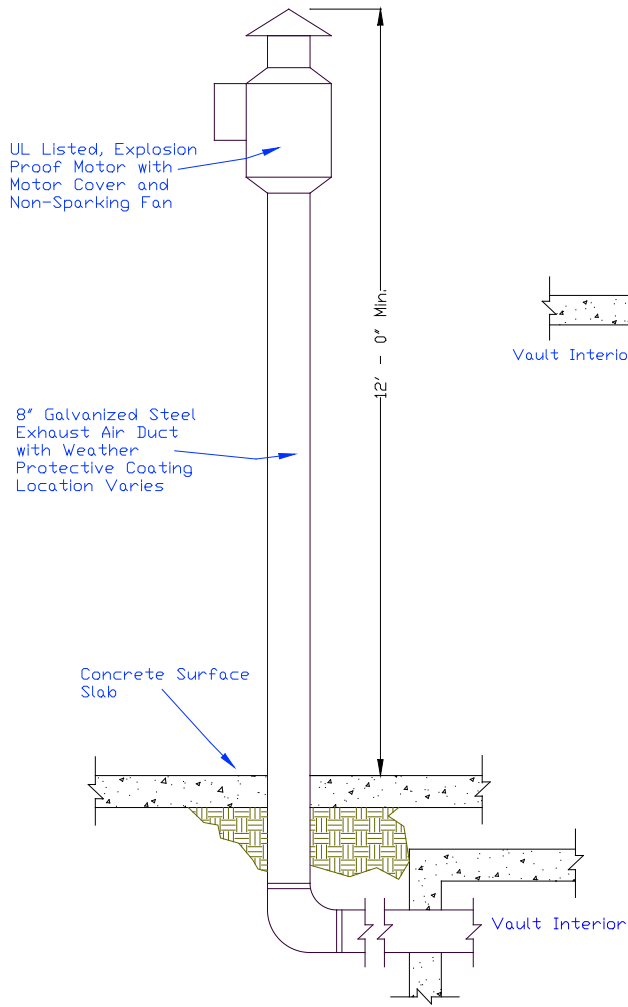 UL Listed, Explosion
Proof Motor with
Motor Cover and
Non-Sparking Fan
12' - 0" Min.
Vault Interio
8" Galvanized Steel
Exhaust Air Duct
with Weather
Protective Coating
Location Varies
Concrete Surface
Slab
Vault Interior